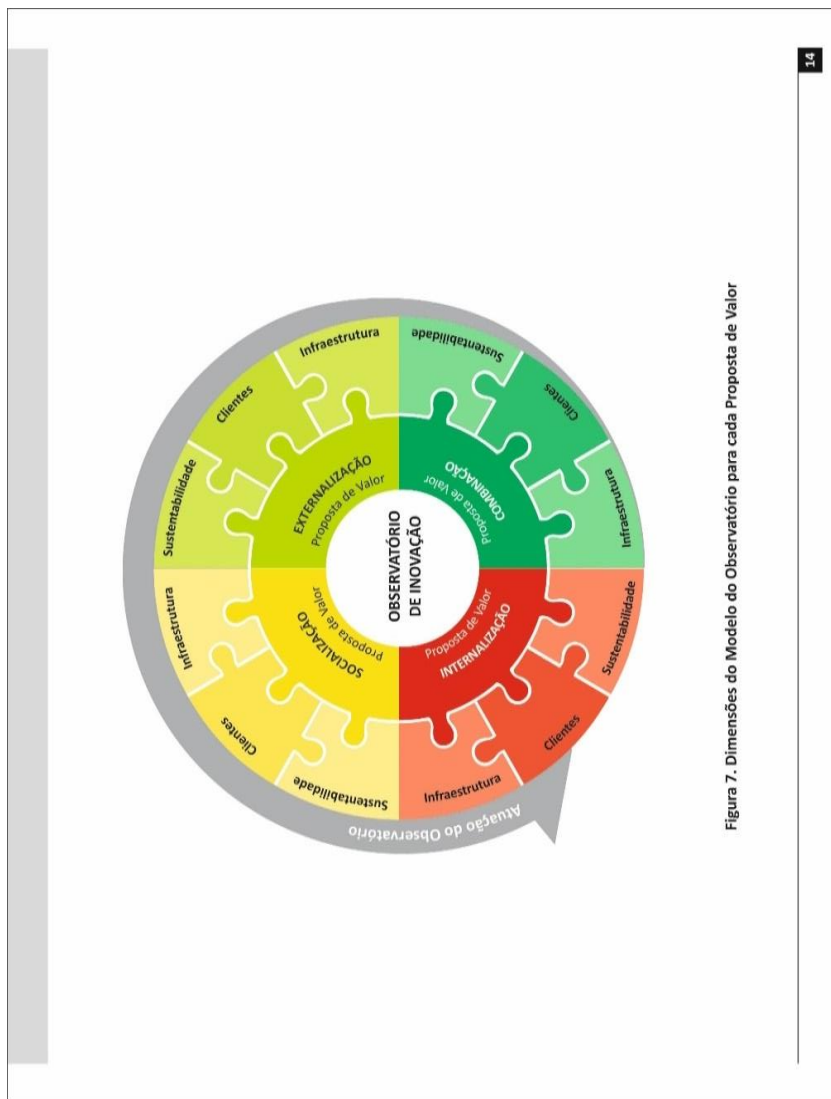 14
OBSERVATÓRIO
DE INOVAÇÃO
SOCIALIZAÇÃO
proposta de Valor
EXTERNALIZAÇÃO
Proposta de Valor
COMBINAÇÃO
Proposta de Valor
INTERNALIZAÇÃO
Proposta de Valor
Sustentabilidade
Clientes
Infraestrutura
Sustentabilidade
Clientes
Infraestrutura
Sustentabilidade
Clientes
Infraestrutura
Sustentabilidade
Clientes
Infraestrutura
Atuação do Observatório
Figura 7. Dimensões do Modelo do Observatório para cada Proposta de Valor